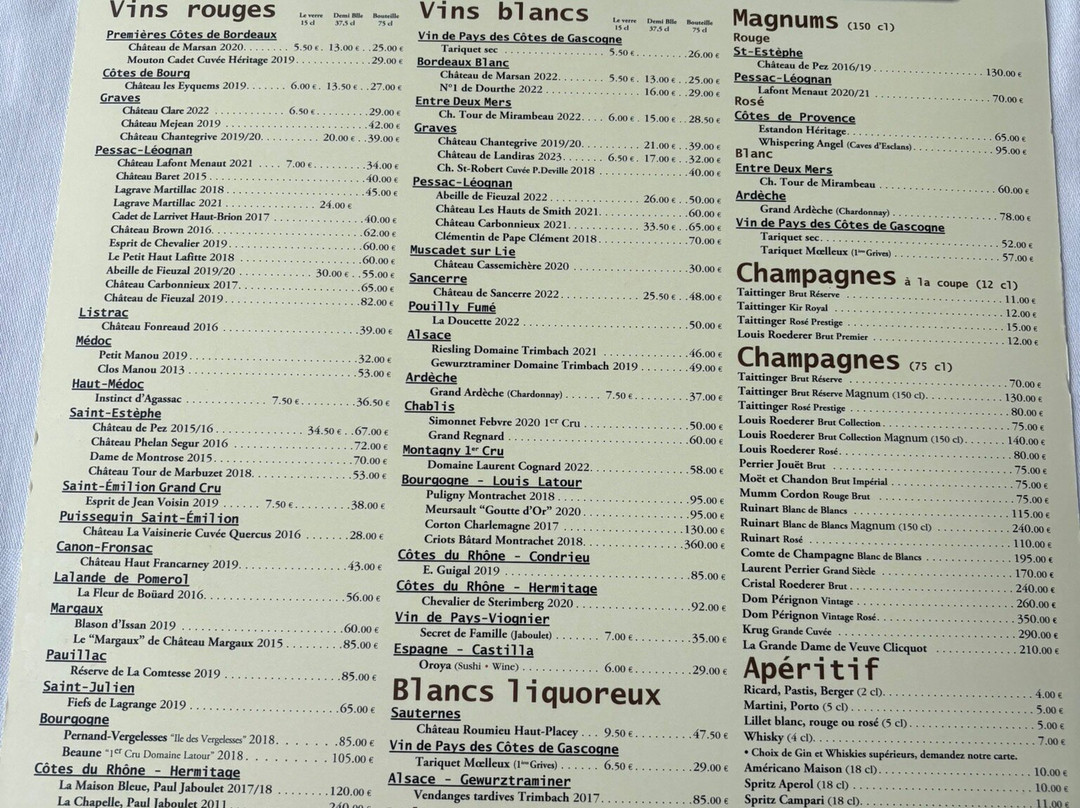 Vins rouges
Le verre 15 cl Demi Blle 37,5 cl Bouteille 75 cl
Premières Côtes de Bordeaux
Château de Marsan 2020........ 5.50 €. 13.00 €...25.00 €
Mouton Cadet Cuvée Héritage 2019..................29.00 €
Côtes de Bourg
Château les Eyquems 2019....... 6.00 €. 13.50 €...27.00 €
Graves
Château Clare 2022 ............ 6.50 €.............29.00 €
Château Mejean 2019 ...............................42.00 €
Château Chantegrive 2019/20............ 20.00 €...39.00 €
Pessac-Léognan
Château Lafont Menaut 2021 .... 7.00 €.............34.00 €
Château Baret 2015.................................40.00 €
Lagrave Martillac 2018.............................45.00 €
Lagrave Martillac 2021................. 24.00 €
Cadet de Larrivet Haut-Brion 2017 .................40.00 €
Château Brown 2016.................................62.00 €
Esprit de Chevalier 2019...........................60.00 €
Le Petit Haut Lafitte 2018 ........................60.00 €
Abeille de Fieuzal 2019/20 ............ 30.00 €...55.00 €
Château Carbonnieux 2017...........................65.00 €
Château de Fieuzal 2019............................82.00 €
Listrac
Château Fonreaud 2016 .............................39.00 €
Médoc
Petit Manou 2019...................................32.00 €
Clos Manou 2013....................................53.00 €
Haut-Médoc
Instinct d'Agassac ............ 7.50 €.............36.50 €
Saint-Estèphe
Château de Pez 2015/16 ................ 34.50 €...67.00 €
Château Phelan Segur 2016 .........................72.00 €
Dame de Montrose 2015..............................70.00 €
Château Tour de Marbuzet 2018......................53.00 €
Saint-Émilion Grand Cru
Esprit de Jean Voisin 2019 .... 7.50 €.............38.00 €
Puisseguin Saint-Émilion
Château La Vaisinerie Cuvée Quercus 2016 ..........28.00 €
Canon-Fronsac
Château Haut Francarney 2019.......................43.00 €
Lalande de Pomerol
La Fleur de Boüard 2016............................56.00 €
Margaux
Blason d'Issan 2019 ...............................60.00 €
Le "Margaux" de Château Margaux 2015 ..............85.00 €
Pauillac
Réserve de La Comtesse 2019 .......................85.00 €
Saint-Julien
Fiefs de Lagrange 2019 ............................65.00 €
Bourgogne
Pernand-Vergelesses "Ile des Vergelesses" 2018.......85.00 €
Beaune "1er Cru Domaine Latour" 2018..............105.00 €
Côtes du Rhône - Hermitage
La Maison Bleue, Paul Jaboulet 2017/18 ...........120.00 €
La Chapelle, Paul Jaboulet 2011 ..................240.00 €
Vins blancs
Le verre 15 cl Demi Blle 37,5 cl Bouteille 75 cl
Vin de Pays des Côtes de Gascogne
Tariquet sec .................. 5.50 €.............26.00 €
Bordeaux Blanc
Château de Marsan 2022......... 5.50 €. 13.00 €...25.00 €
N°1 de Dourthe 2022 ................... 16.00 €...29.00 €
Entre Deux Mers
Ch. Tour de Mirambeau 2022..... 6.00 €. 15.00 €...28.50 €
Graves
Château Chantegrive 2019/20............ 21.00 €...39.00 €
Château de Landiras 2023....... 6.50 €. 17.00 €...32.00 €
Ch. St-Robert Cuvée P.Deville 2018 ................40.00 €
Pessac-Léognan
Abeille de Fieuzal 2022................ 26.00 €...50.00 €
Château Les Hauts de Smith 2021....................60.00 €
Château Carbonnieux 2021............... 33.50 €...65.00 €
Clémentin de Pape Clément 2018.....................70.00 €
Muscadet sur Lie
Château Cassemichère 2020 .........................30.00 €
Sancerre
Château de Sancerre 2022............... 25.50 €...48.00 €
Pouilly Fumé
La Doucette 2022 ..................................50.00 €
Alsace
Riesling Domaine Trimbach 2021 ....................46.00 €
Gewurztraminer Domaine Trimbach 2019 ..............49.00 €
Ardèche
Grand Ardèche (Chardonnay) .... 7.50 €.............37.00 €
Chablis
Simonnet Febvre 2020 1er Cru ......................50.00 €
Grand Regnard .....................................60.00 €
Montagny 1er Cru
Domaine Laurent Cognard 2022.......................58.00 €
Bourgogne - Louis Latour
Puligny Montrachet 2018 ...........................95.00 €
Meursault "Goutte d'Or" 2020.......................95.00 €
Corton Charlemagne 2017 ..........................130.00 €
Criots Bâtard Montrachet 2018.....................360.00 €
Côtes du Rhône - Condrieu
E. Guigal 2019 ....................................85.00 €
Côtes du Rhône - Hermitage
Chevalier de Sterimberg 2020 ......................92.00 €
Vin de Pays-Viognier
Secret de Famille (Jaboulet) ...... 7.00 €.........35.00 €
Espagne - Castilla
Oroya (Sushi • Wine) .............. 6.00 €.........29.00 €
Blancs liquoreux
Sauternes
Château Roumieu Haut-Placey ... 9.50 €.............47.50 €
Vin de Pays des Côtes de Gascogne
Tariquet Mœlleux (1ères Grives) ..... 6.50 €.......29.00 €
Alsace - Gewurztraminer
Vendanges tardives Trimbach 2017...................85.00 €
Magnums (150 cl)
Rouge
St-Estèphe
Château de Pez 2016/19 ...........................130.00 €
Pessac-Léognan
Lafont Menaut 2020/21 .............................70.00 €
Rosé
Côtes de Provence
Estandon Héritage..................................65.00 €
Whispering Angel (Caves d'Esclans).................95.00 €
Blanc
Entre Deux Mers
Ch. Tour de Mirambeau .............................60.00 €
Ardèche
Grand Ardèche (Chardonnay) ........................78.00 €
Vin de Pays des Côtes de Gascogne
Tariquet sec.......................................52.00 €
Tariquet Mœlleux (1ères Grives) ...................57.00 €
Champagnes à la coupe (12 cl)
Taittinger Brut Réserve ...........................11.00 €
Taittinger Kir Royal ..............................12.00 €
Taittinger Rosé Prestige ..........................15.00 €
Louis Roederer Brut Premier .......................12.00 €
Champagnes (75 cl)
Taittinger Brut Réserve ...........................70.00 €
Taittinger Brut Réserve Magnum (150 cl)...........130.00 €
Taittinger Rosé Prestige ..........................80.00 €
Louis Roederer Brut Collection.....................75.00 €
Louis Roederer Brut Collection Magnum (150 cl)....140.00 €
Louis Roederer Rosé................................80.00 €
Perrier Jouët Brut ................................75.00 €
Moët et Chandon Brut Impérial .....................75.00 €
Mumm Cordon Rouge Brut ............................75.00 €
Ruinart Blanc de Blancs ..........................115.00 €
Ruinart Blanc de Blancs Magnum (150 cl) ..........240.00 €
Ruinart Rosé .....................................110.00 €
Comte de Champagne Blanc de Blancs ...............195.00 €
Laurent Perrier Grand Siècle .....................170.00 €
Cristal Roederer Brut ............................240.00 €
Dom Pérignon Vintage .............................260.00 €
Dom Pérignon Vintage Rosé.........................350.00 €
Krug Grande Cuvée ................................290.00 €
La Grande Dame de Veuve Clicquot .................210.00 €
Apéritif
Ricard, Pastis, Berger (2 cl).......................4.00 €
Martini, Porto (5 cl) ..............................5.00 €
Lillet blanc, rouge ou rosé (5 cl) .................5.00 €
Whisky (4 cl).......................................7.00 €
• Choix de Gin et Whiskies supérieurs, demandez notre carte.
Américano Maison (18 cl)...........................10.00 €
Spritz Aperol (18 cl) .............................10.00 €
Spritz Campari (18 cl).............................11.00 €